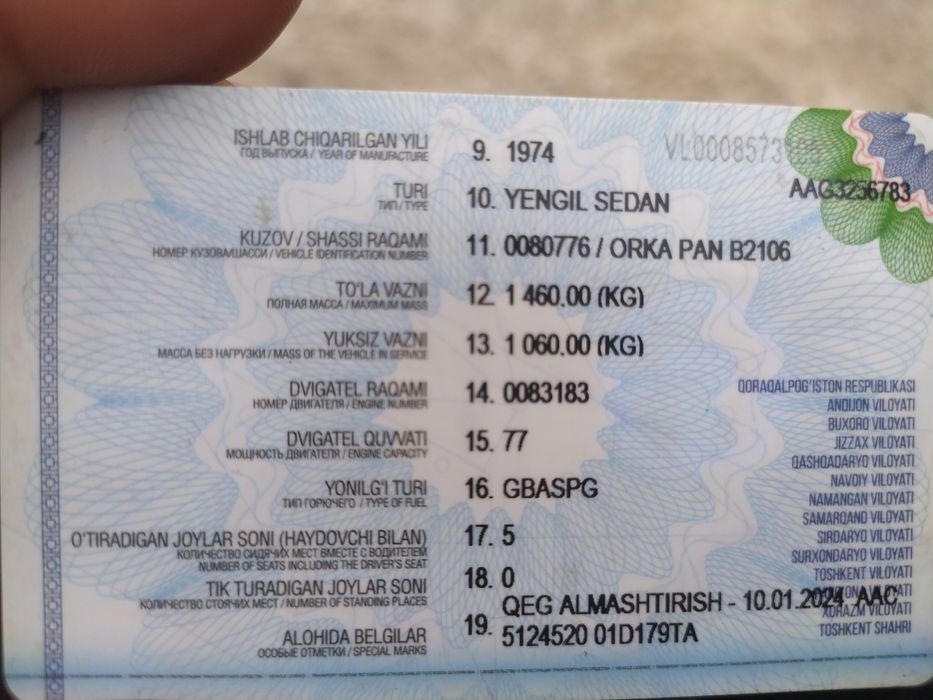 ISHLAB CHIQARILGAN YILI 9. 1974
ГОД ВЫПУСКА / YEAR OF MANUFACTURE
VL0008573
AAG3256783
TURI 10. YENGIL SEDAN
ТИП / TYPE
KUZOV / SHASSI RAQAMI 11. 0080776 / ORKA PAN B2106
НОМЕР КУЗОВА/ШАССИ / VEHICLE IDENTIFICATION NUMBER
TO'LA VAZNI 12. 1 460.00 (KG)
ПОЛНАЯ МАССА / MAXIMUM MASS
YUKSIZ VAZNI 13. 1 060.00 (KG)
МАССА БЕЗ НАГРУЗКИ / MASS OF THE VEHICLE IN SERVICE
DVIGATEL RAQAMI 14. 0083183
НОМЕР ДВИГАТЕЛЯ / ENGINE NUMBER
DVIGATEL QUVVATI 15. 77
МОЩНОСТЬ ДВИГАТЕЛЯ / ENGINE CAPACITY
YONILG'I TURI 16. GBASPG
ТИП ГОРЮЧЕГО / TYPE OF FUEL
O'TIRADIGAN JOYLAR SONI (HAYDOVCHI BILAN) 17. 5
КОЛИЧЕСТВО СИДЯЧИХ МЕСТ ВМЕСТЕ С ВОДИТЕЛЕМ
NUMBER OF SEATS INCLUDING THE DRIVER'S SEAT
TIK TURADIGAN JOYLAR SONI 18. 0
КОЛИЧЕСТВО СТОЯЧИХ МЕСТ / NUMBER OF STANDING PLACES
ALOHIDA BELGILAR 19. QEG ALMASHTIRISH - 10.01.2024, AAC
5124520 01D179TA
ОСОБЫЕ ОТМЕТКИ / SPECIAL MARKS
QORAQALPOG'ISTON RESPUBLIKASI
ANDIJON VILOYATI
BUXORO VILOYATI
JIZZAX VILOYATI
QASHQADARYO VILOYATI
NAVOIY VILOYATI
NAMANGAN VILOYATI
SAMARQAND VILOYATI
SIRDARYO VILOYATI
SURXONDARYO VILOYATI
TOSHKENT VILOYATI
VILOYATI
XORAZM VILOYATI
TOSHKENT SHAHRI